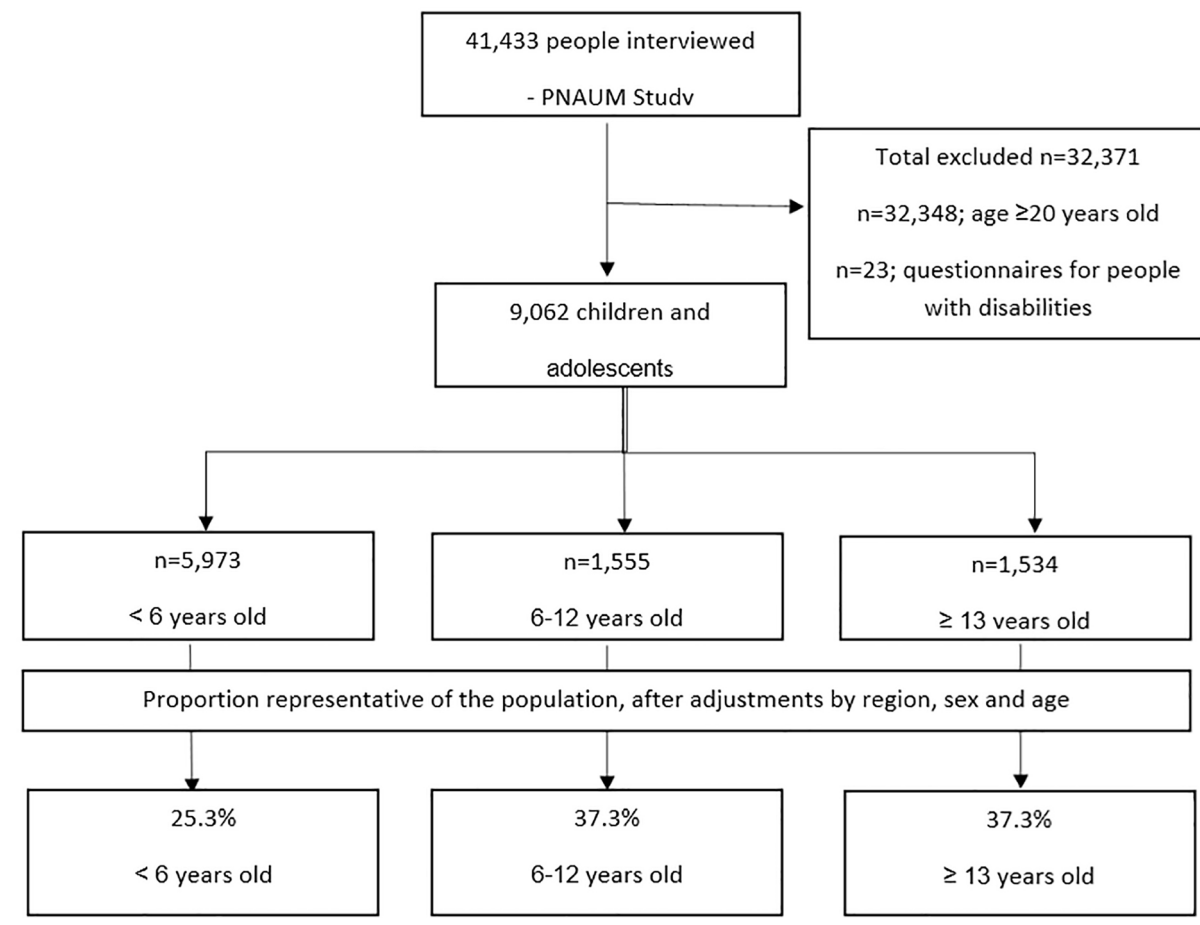 41,433 people interviewed
- PNAUM Studv
Total excluded n=32,371
n=32,348; age ≥20 years old
n=23; questionnaires for people
with disabilities
9,062 children and
adolescents
n=5,973
< 6 years old
n=1,555
6-12 years old
n=1,534
≥ 13 vears old
Proportion representative of the population, after adjustments by region, sex and age
25.3%
< 6 years old
37.3%
6-12 years old
37.3%
≥ 13 years old